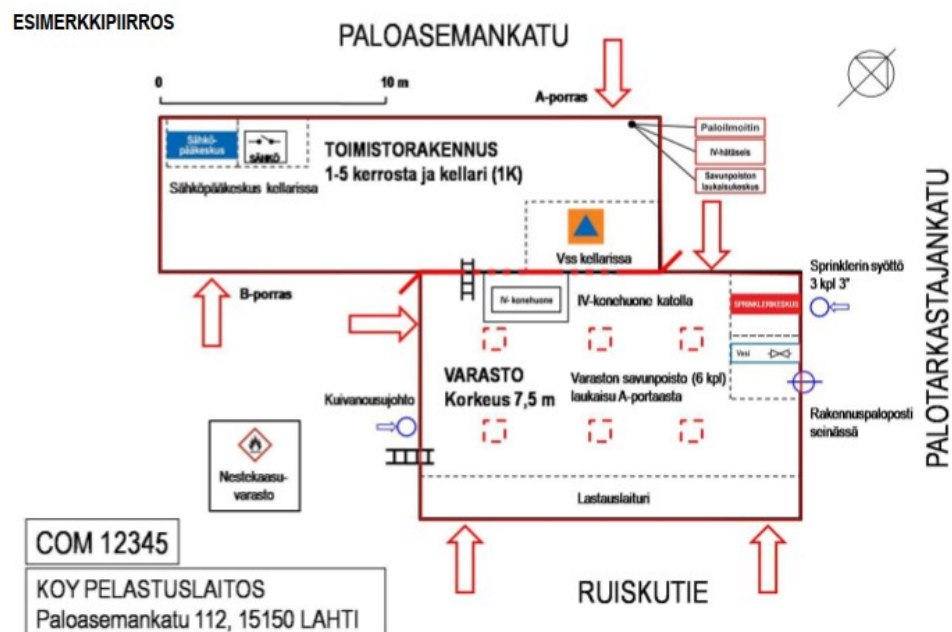 ESIMERKKIPIIRROS
PALOASEMANKATU
0
10 m
A-porras
Sähkö-
pääkeskus
SÄHKÖ
TOIMISTORAKENNUS
1-5 kerrosta ja kellari (1K)
Sähköpääkeskus kellarissa
Paloilmoitin
IV-hätäseis
Savunpoiston
laukaisukeskus
PALOTARKASTAJANKATU
Vss kellarissa
B-porras
Sprinklerin syöttö
3 kpl 3"
IV- konehuone
IV-konehuone katolla
SPRINKLERIKESKUS
Vesi
VARASTO
Korkeus 7,5 m
Varaston savunpoisto (6 kpl)
laukaisu A-portaasta
Kuivanousujohto
Rakennuspaloposti
seinässä
Nestekaasu-
varasto
Lastauslaituri
COM 12345
RUISKUTIE
KOY PELASTUSLAITOS
Paloasemankatu 112, 15150 LAHTI